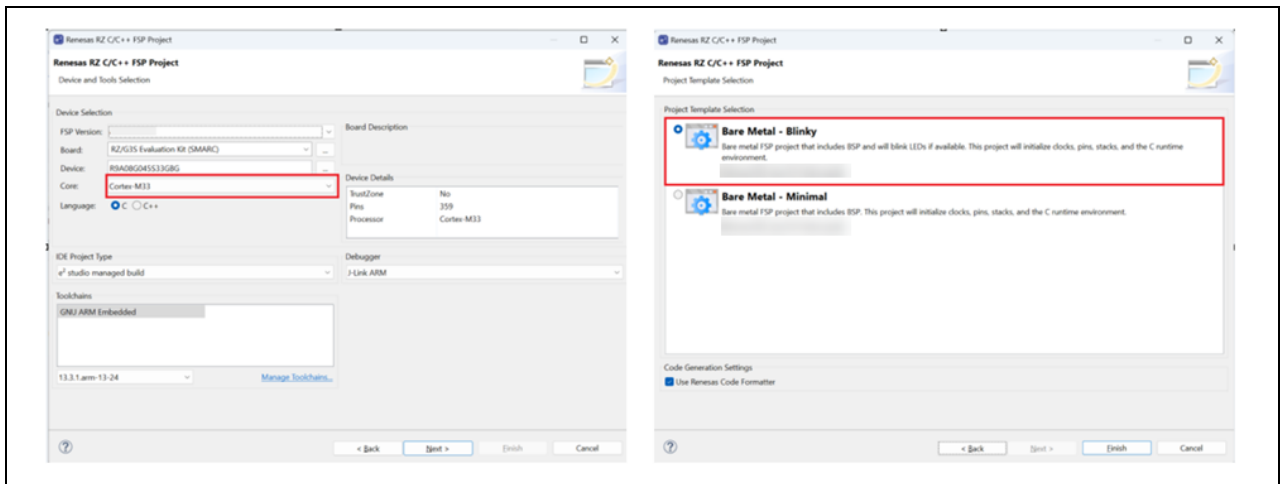 Renesas RZ C/C++ FSP Project
Renesas RZ C/C++ FSP Project
Device and Tools Selection
Device Selection
FSP Version:
Board: RZ/G3S Evaluation Kit (SMARC) ...
Device: R9A08G045S33GBG ...
Core: Cortex-M33
Language: C C++
Board Description
Device Details
TrustZone No
Pins 359
Processor Cortex-M33
IDE Project Type
e² studio managed build
Debugger
J-Link ARM
Toolchains
GNU ARM Embedded
13.3.1.arm-13-24 Manage Toolchains...
? < Back Next > Finish Cancel
Renesas RZ C/C++ FSP Project
Renesas RZ C/C++ FSP Project
Project Template Selection
Project Template Selection
Bare Metal - Blinky
Bare metal FSP project that includes BSP and will blink LEDs if available. This project will initialize clocks, pins, stacks, and the C runtime
environment.
Bare Metal - Minimal
Bare metal FSP project that includes BSP. This project will initialize clocks, pins, stacks, and the C runtime environment.
Code Generation Settings
Use Renesas Code Formatter
? < Back Next > Finish Cancel